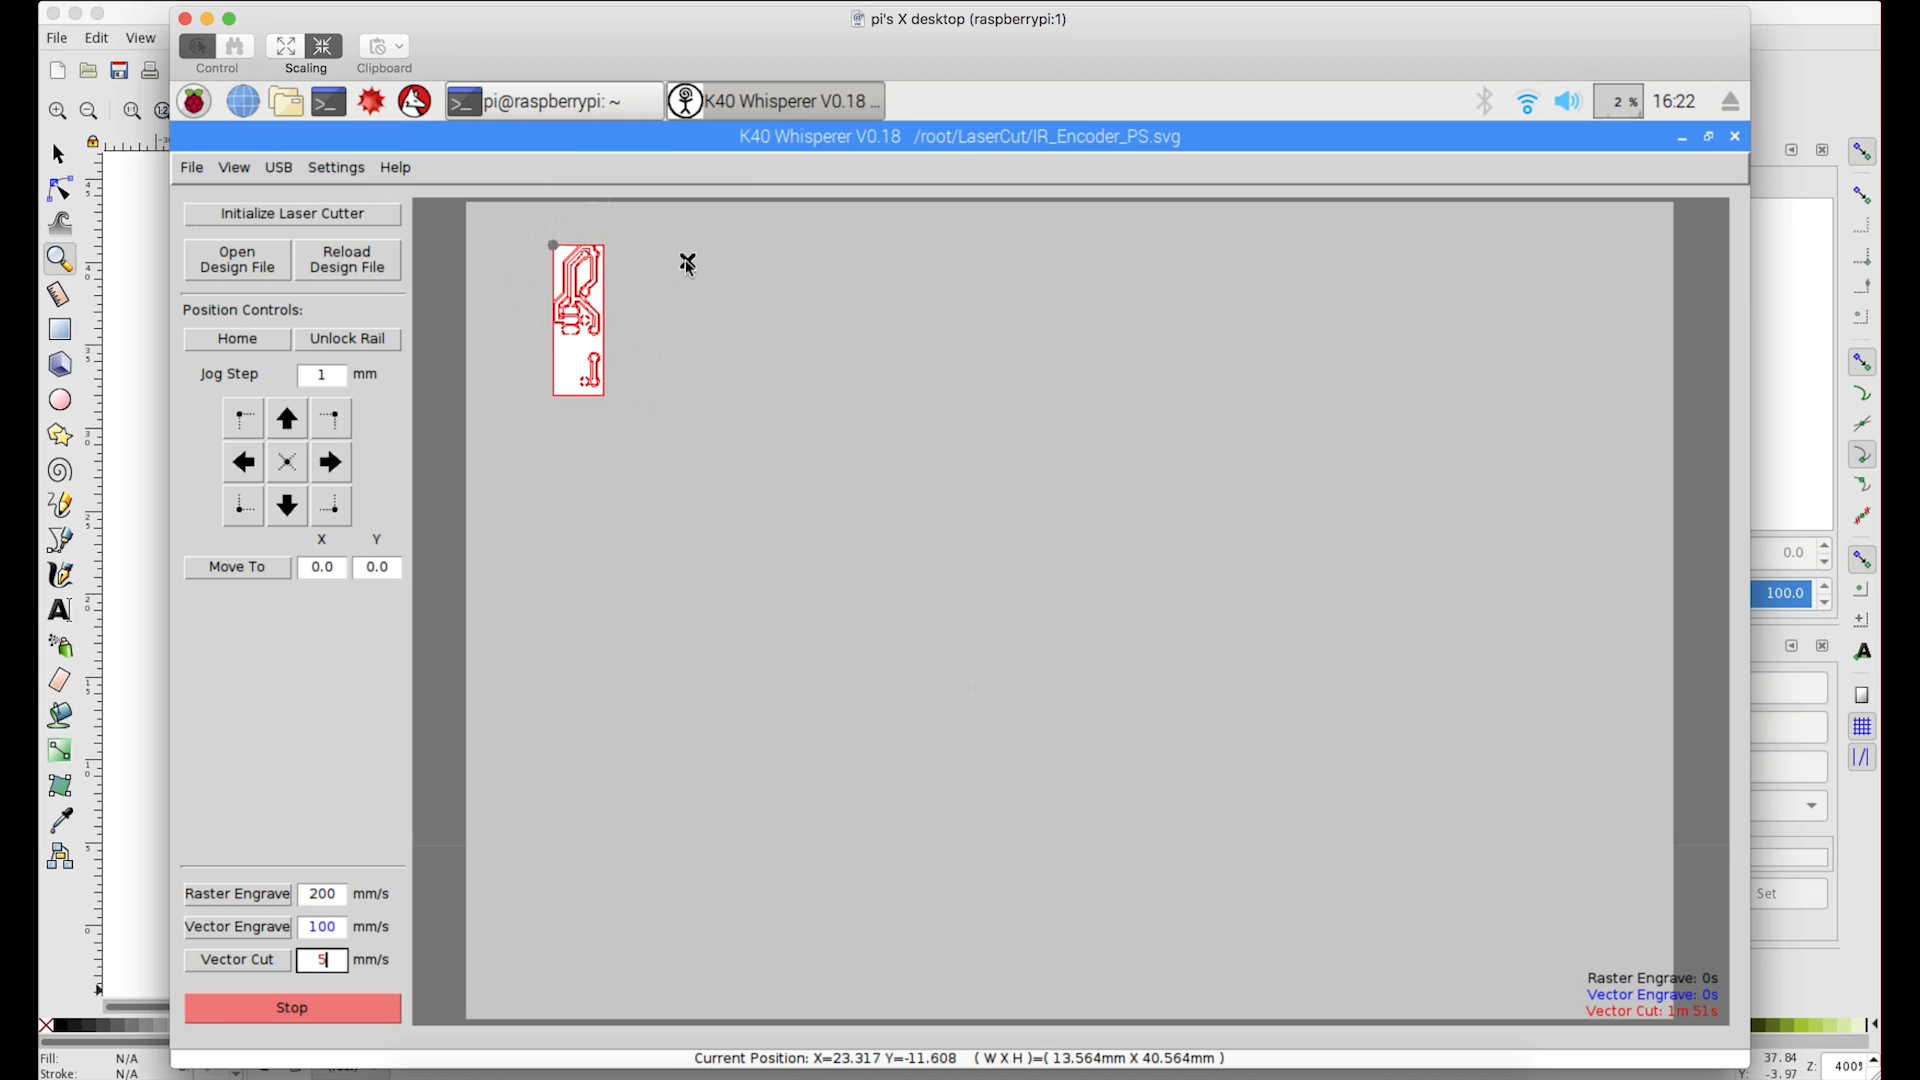 pi's X desktop (raspberrypi:1)
File Edit View
Control Scaling Clipboard
pi@raspberrypi: ~ K40 Whisperer V0.18 ... 2 % 16:22
K40 Whisperer V0.18 /root/LaserCut/IR_Encoder_PS.svg
File View USB Settings Help
Initialize Laser Cutter
Open Design File
Reload Design File
Position Controls:
Home Unlock Rail
Jog Step 1 mm
X Y
Move To 0.0 0.0
0.0
100.0
Raster Engrave 200 mm/s
Set
Vector Engrave 100 mm/s
Vector Cut 5 mm/s
Stop
Raster Engrave: 0s
Vector Engrave: 0s
Vector Cut: 1m 51s
Current Position: X=23.317 Y=-11.608 ( W X H )=( 13.564mm X 40.564mm )
Fill: N/A
Stroke: N/A
37.84
Y: -3.97
Z: 400%